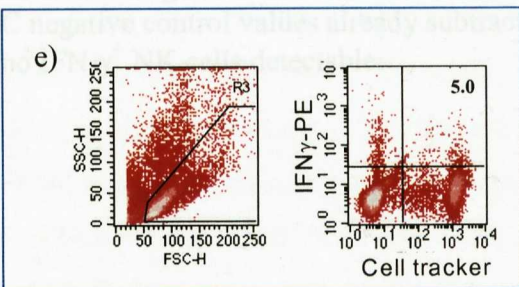 e)
R3
SSC-H
0 50 100 150 200 250
0 50 100 150 200 250
FSC-H
5.0
IFNγ-PE
10⁰ 10¹ 10² 10³
10⁰ 10¹ 10² 10³ 10⁴
Cell tracker
negative control values already subtrac
NK cells detectable